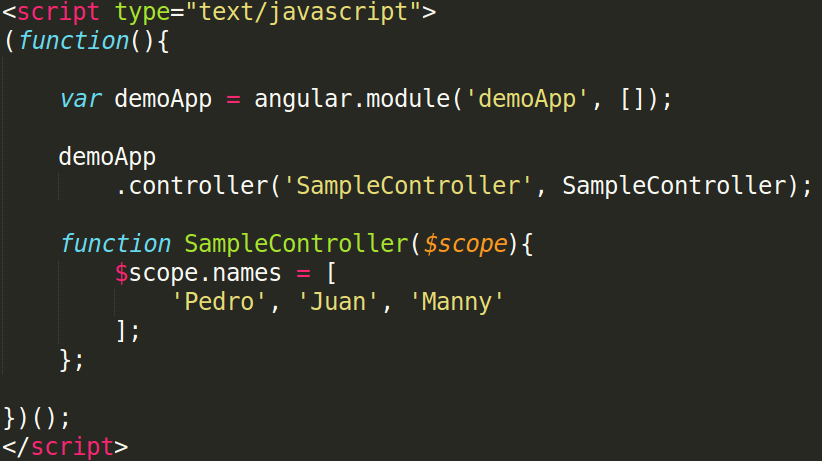 <script type="text/javascript">
(function(){
var demoApp = angular.module('demoApp', []);
demoApp
.controller('SampleController', SampleController);
function SampleController($scope){
$scope.names = [
'Pedro', 'Juan', 'Manny'
];
};
})();
</script>